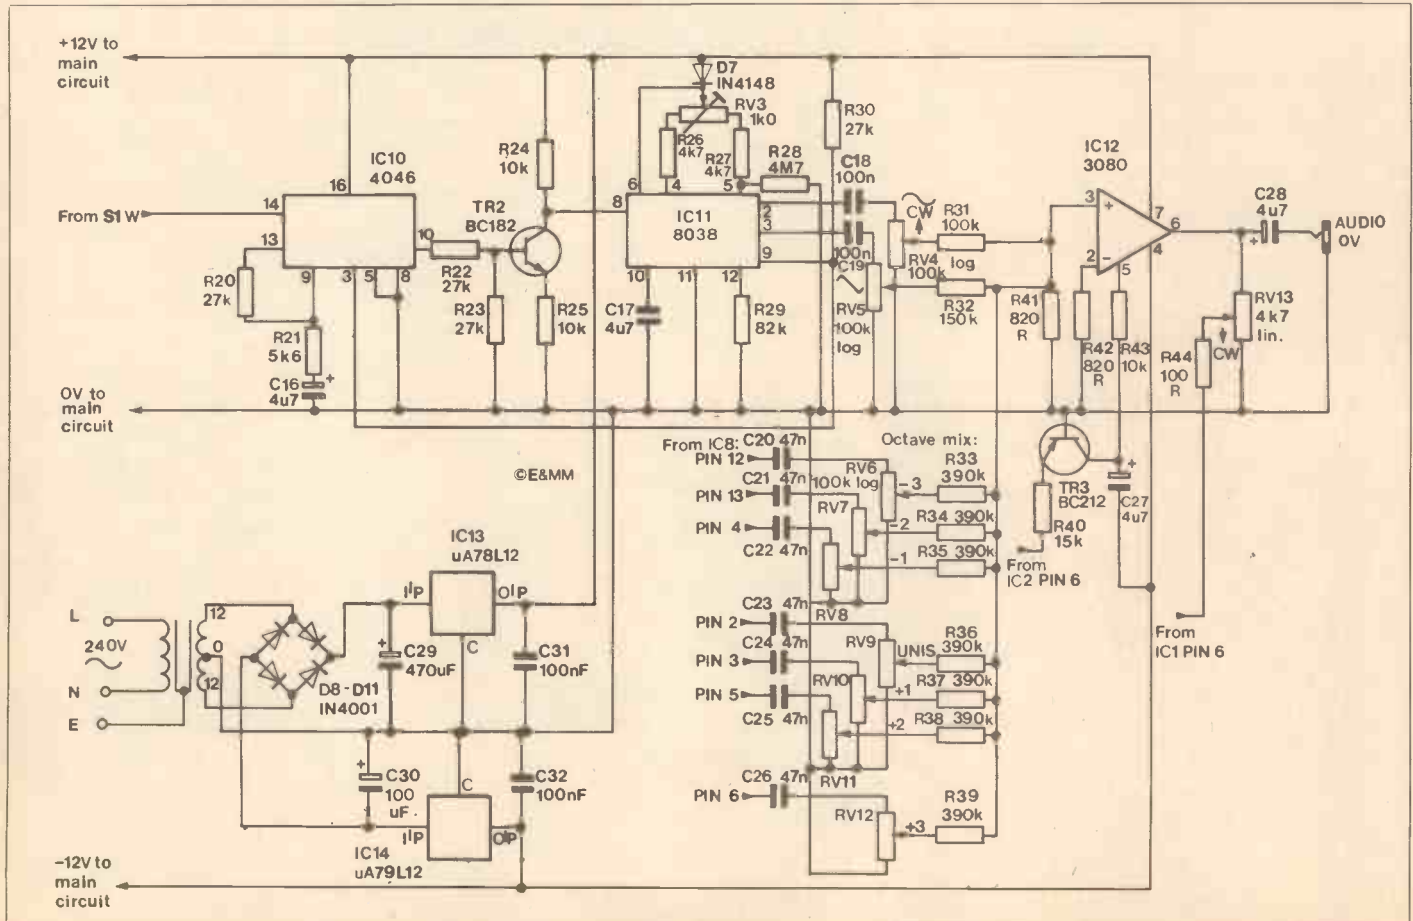 +12V to
main
circuit
D7
IN4148
RV3
1k0
R30
27k
R26
4k7
R27
4k7
R28
4M7
C18
100n
R24
10k
IC10
4046
16
6
4
5
IC12
3080
C28
4u7
From S1W
14
TR2
BC182
8
IC11
8038
2
3
9
CW
R31
100k
log
3
+
7
6
4
2
−
5
+
AUDIO
0V
13
10
R20
27k
9
3
5
8
R22
27k
10
11
12
100n
C19
RV4
100k
R23
27k
R25
10k
C17
4u7
R29
82k
RV5
100k
log
R32
150k
R41
820
R
R42
820
R
R43
10k
RV13
4k7
lin.
CW
R44
100
R
R21
5k6
C16
4u7
+
0V to
main
circuit
©E&MM
From IC8:
C20 47n
Octave mix:
PIN 12
RV6
100k log
-3
R33
390k
C21 47n
PIN 13
RV7
-2
R34 390k
PIN 4
C22 47n
-1
R35 390k
RV8
TR3
BC212
+
C27
4u7
R40
15k
From
IC2 PIN 6
From
IC1 PIN 6
IC13
uA78L12
I/P
O/P
C
L
240V
N
E
12
0
12
D8-D11
IN4001
+
C29
470uF
C31
100nF
C23 47n
PIN 2
RV9
UNIS
R36
390k
C24 47n
PIN 3
RV10
+1
R37 390k
PIN 5
C25 47n
+2
R38 390k
RV11
+
C30
100
uF
C
C32
100nF
C26 47n
PIN 6
RV12
+3
R39
390k
I/P
O/P
IC14
uA79L12
-12V to
main
circuit